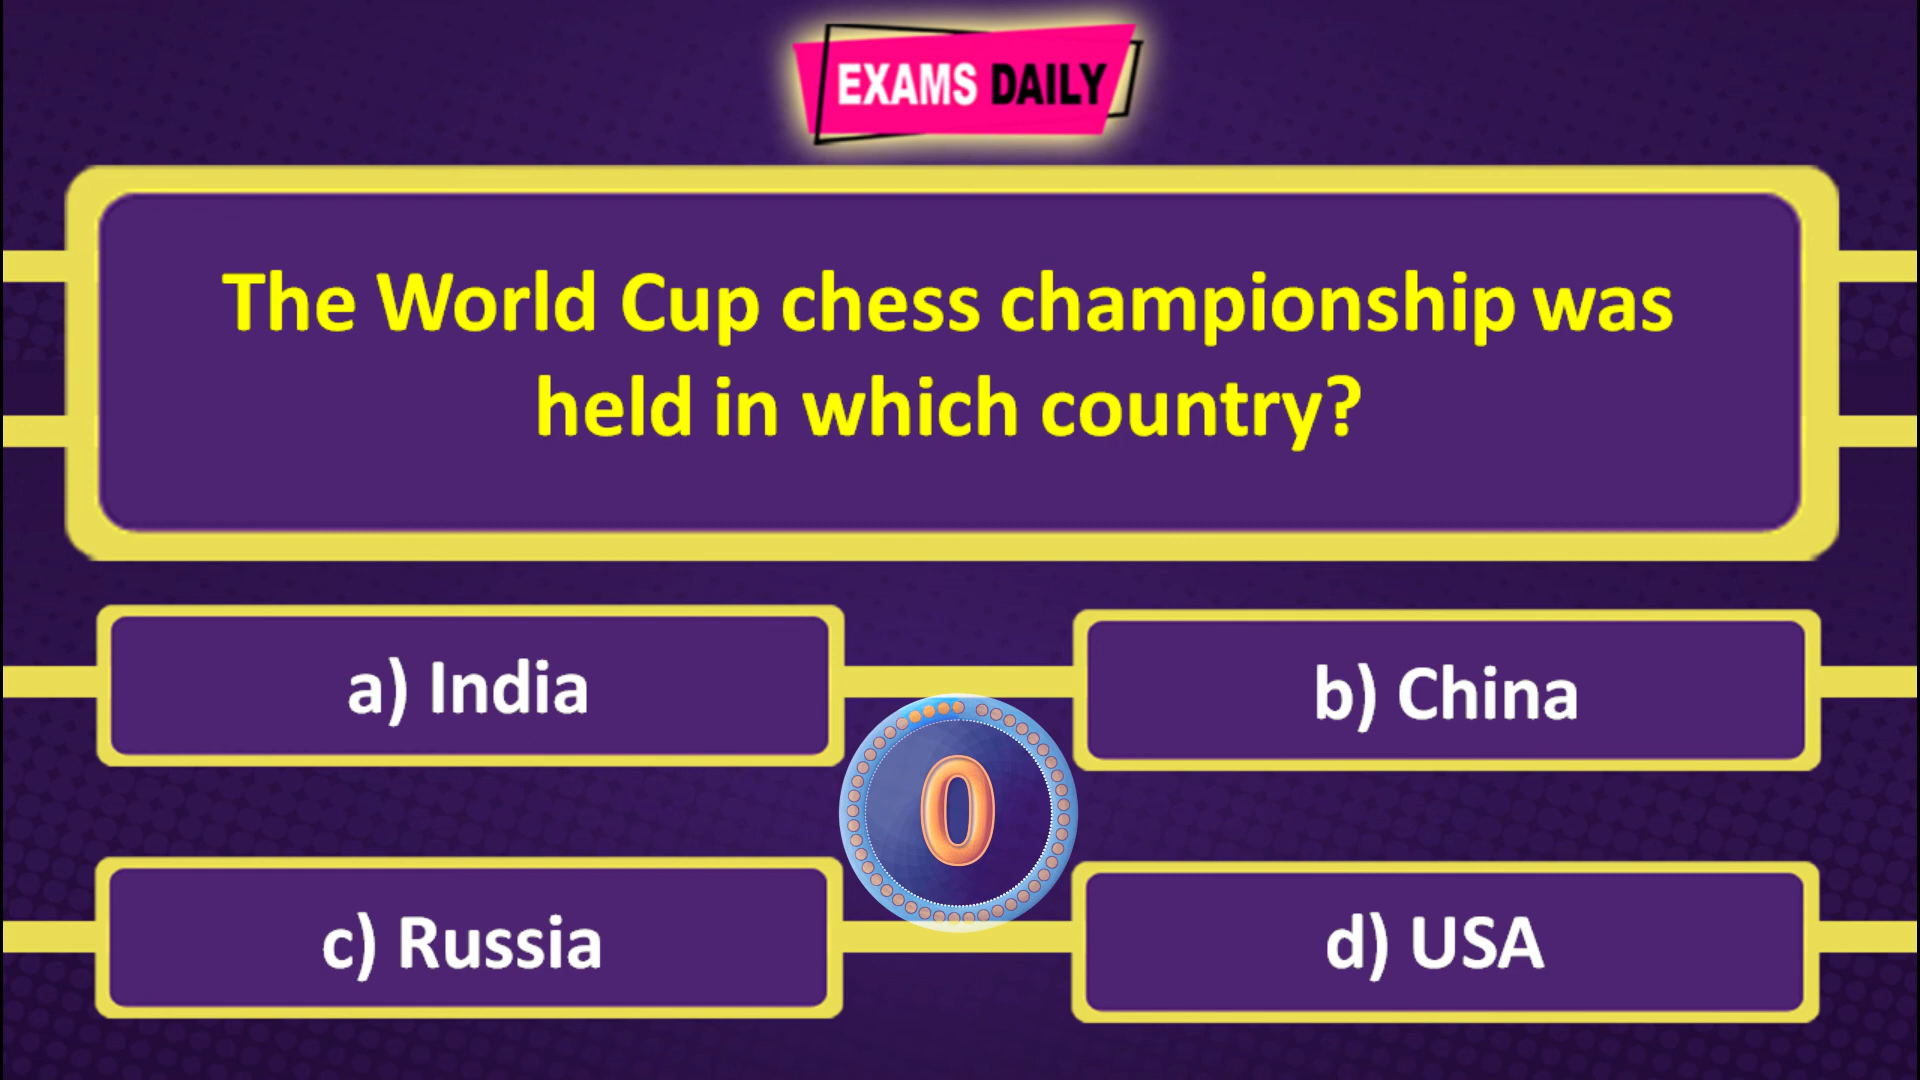 EXAMS DAILY
The World Cup chess championship was
held in which country?
a) India
b) China
0
c) Russia
d) USA